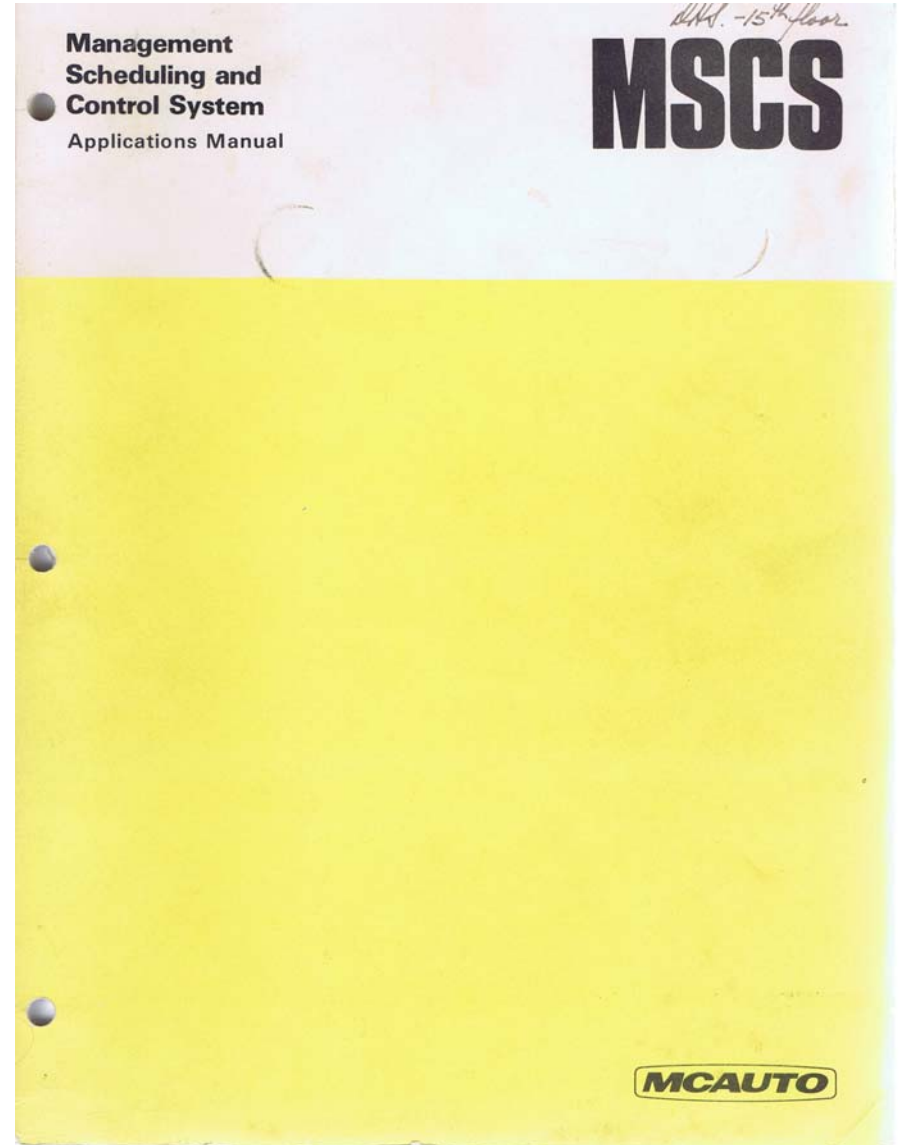 -15th floor
Management
Scheduling and
Control System
Applications Manual
MSCS
MCAUTO